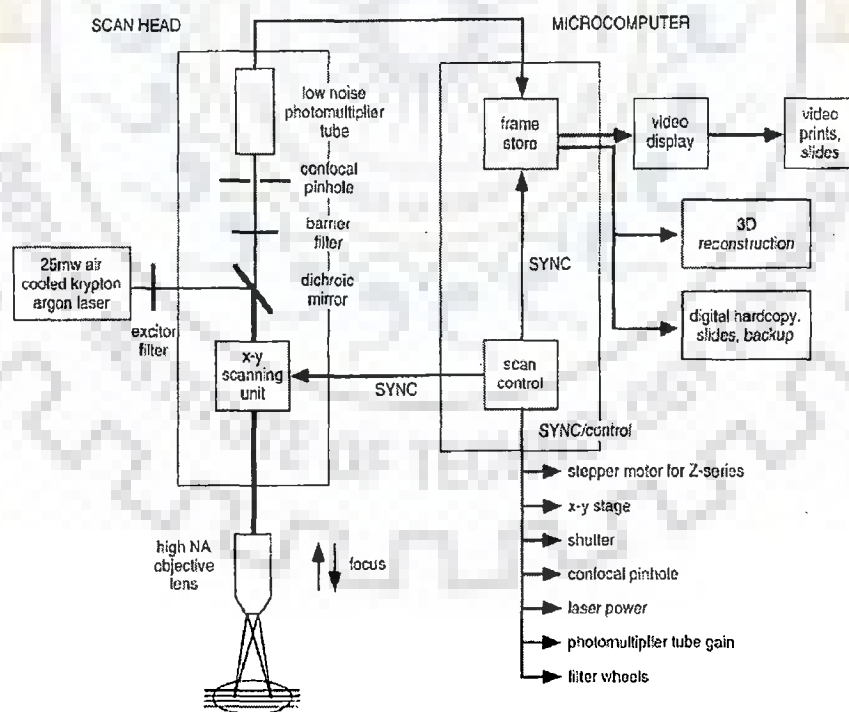 SCAN HEAD
MICROCOMPUTER
low noise
photomultiplier
tube
confocal
pinhole
barrier
filter
dichroic
mirror
25mw air
cooled krypton
argon laser
excitor
filter
x-y
scanning
unit
high NA
objective
lens
focus
frame
store
video
display
video
prints,
slides
3D
reconstruction
digital hardcopy,
slides, backup
SYNC
scan
control
SYNC
SYNC/control
stepper motor for Z-series
x-y stage
shutter
confocal pinhole
laser power
photomultiplier tube gain
filter wheels